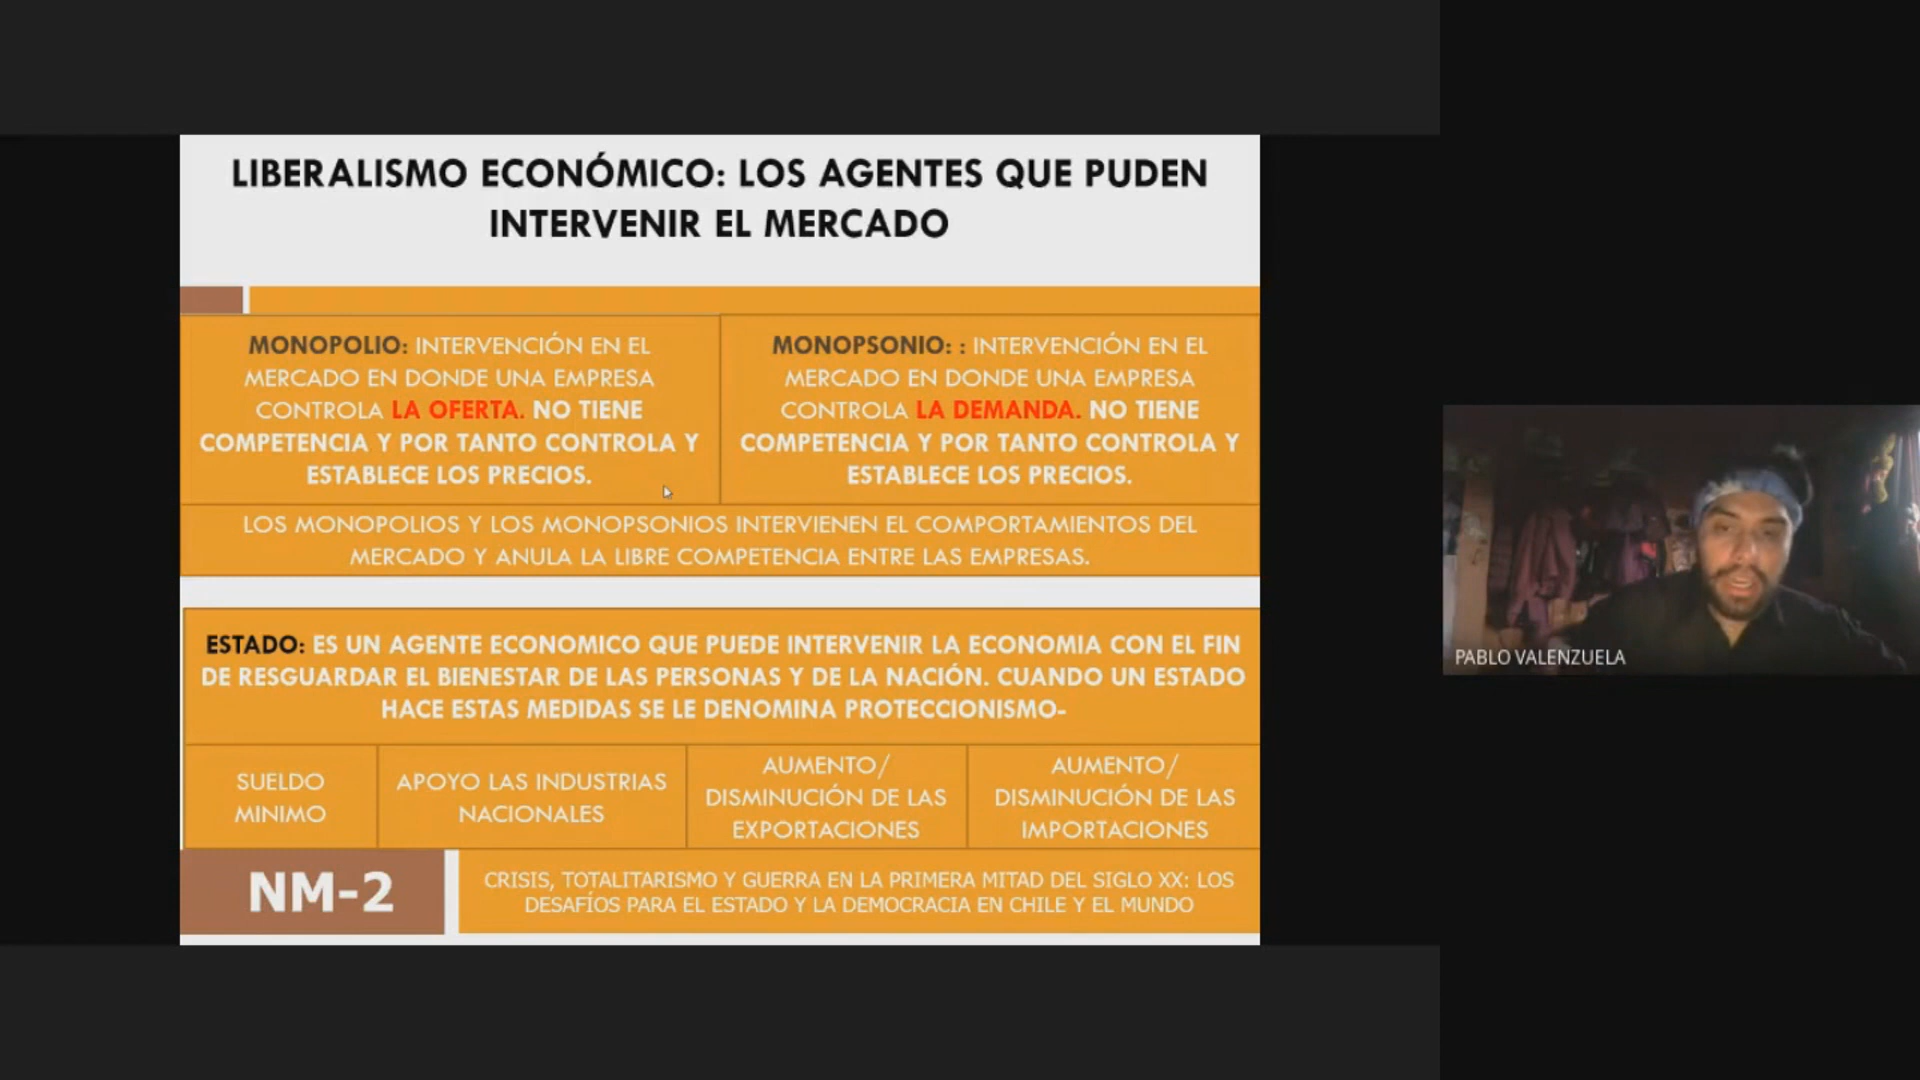 LIBERALISMO ECONÓMICO: LOS AGENTES QUE PUDEN
INTERVENIR EL MERCADO
MONOPOLIO: INTERVENCIÓN EN EL
MERCADO EN DONDE UNA EMPRESA
CONTROLA LA OFERTA. NO TIENE
COMPETENCIA Y POR TANTO CONTROLA Y
ESTABLECE LOS PRECIOS.
MONOPSONIO: : INTERVENCIÓN EN EL
MERCADO EN DONDE UNA EMPRESA
CONTROLA LA DEMANDA. NO TIENE
COMPETENCIA Y POR TANTO CONTROLA Y
ESTABLECE LOS PRECIOS.
LOS MONOPOLIOS Y LOS MONOPSONIOS INTERVIENEN EL COMPORTAMIENTOS DEL
MERCADO Y ANULA LA LIBRE COMPETENCIA ENTRE LAS EMPRESAS.
ESTADO: ES UN AGENTE ECONOMICO QUE PUEDE INTERVENIR LA ECONOMIA CON EL FIN
DE RESGUARDAR EL BIENESTAR DE LAS PERSONAS Y DE LA NACIÓN. CUANDO UN ESTADO
HACE ESTAS MEDIDAS SE LE DENOMINA PROTECCIONISMO-
SUELDO
MINIMO
APOYO LAS INDUSTRIAS
NACIONALES
AUMENTO/
DISMINUCIÓN DE LAS
EXPORTACIONES
AUMENTO/
DISMINUCIÓN DE LAS
IMPORTACIONES
NM-2
CRISIS, TOTALITARISMO Y GUERRA EN LA PRIMERA MITAD DEL SIGLO XX: LOS
DESAFÍOS PARA EL ESTADO Y LA DEMOCRACIA EN CHILE Y EL MUNDO
PABLO VALENZUELA